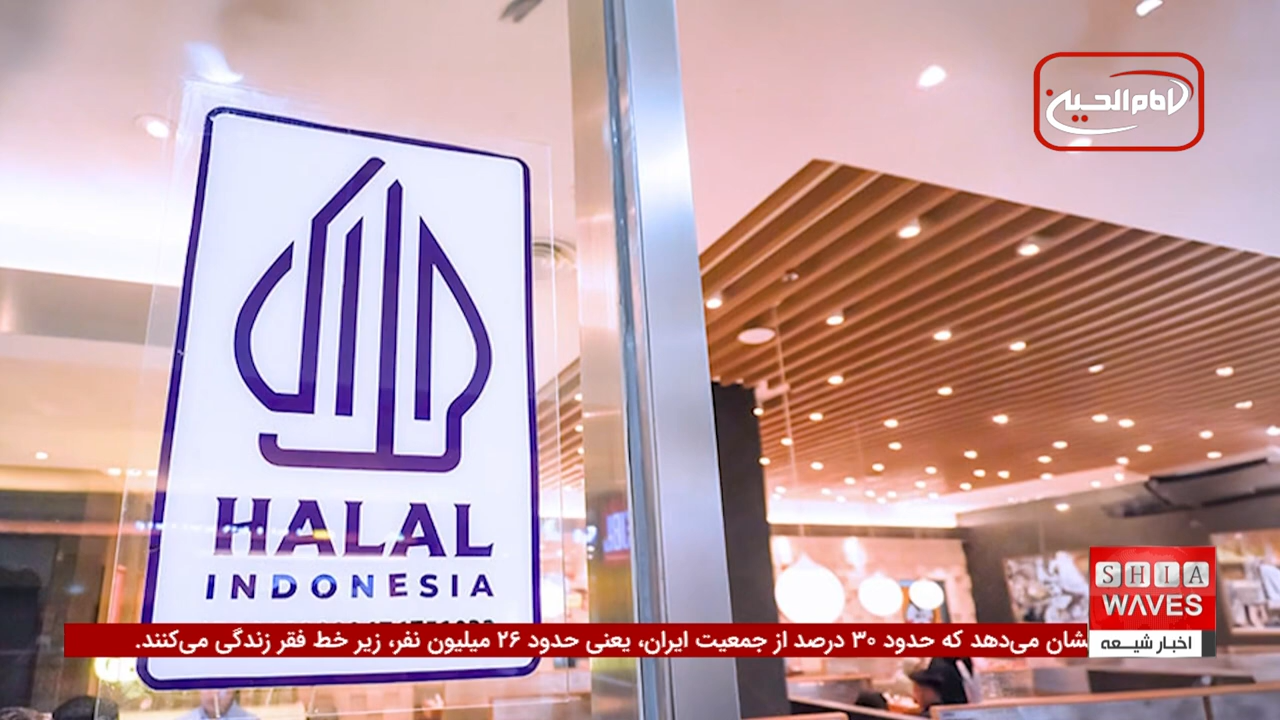 امام الحسین
HALAL
INDONESIA
SHIA
WAVES
اخبار شیعه
نشان می‌دهد که حدود ۳۰ درصد از جمعیت ایران، یعنی حدود ۲۶ میلیون نفر، زیر خط فقر زندگی می‌کنند.